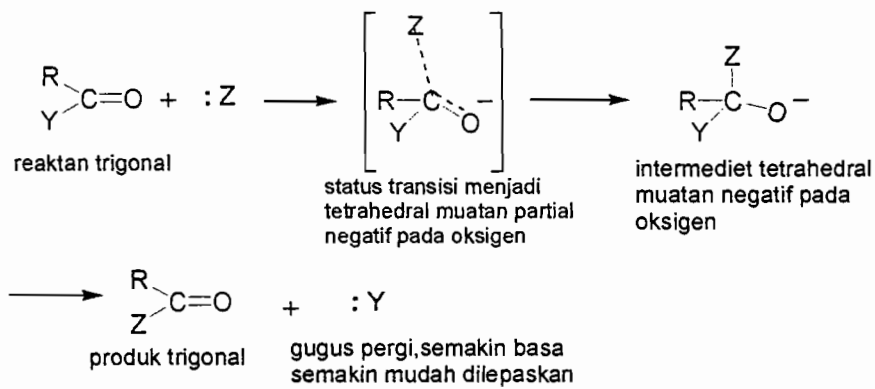 R
Y
C=O + :Z
reaktan trigonal
Z
R-C
Y
O
-
status transisi menjadi
tetrahedral muatan partial
negatif pada oksigen
Z
R-C
Y
O-
intermediet tetrahedral
muatan negatif pada
oksigen
R
Z
C=O
+ :Y
produk trigonal
gugus pergi,semakin basa
semakin mudah dilepaskan